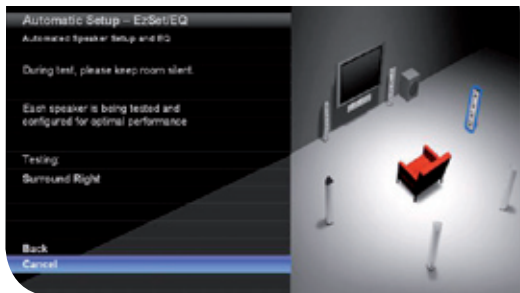 Automatic Setup – EzSet/EQ
Automated Speaker Setup and EQ
During test, please keep room silent.
Each speaker is being tested and
configured for optimal performance
Testing:
Surround Right
Back
Cancel